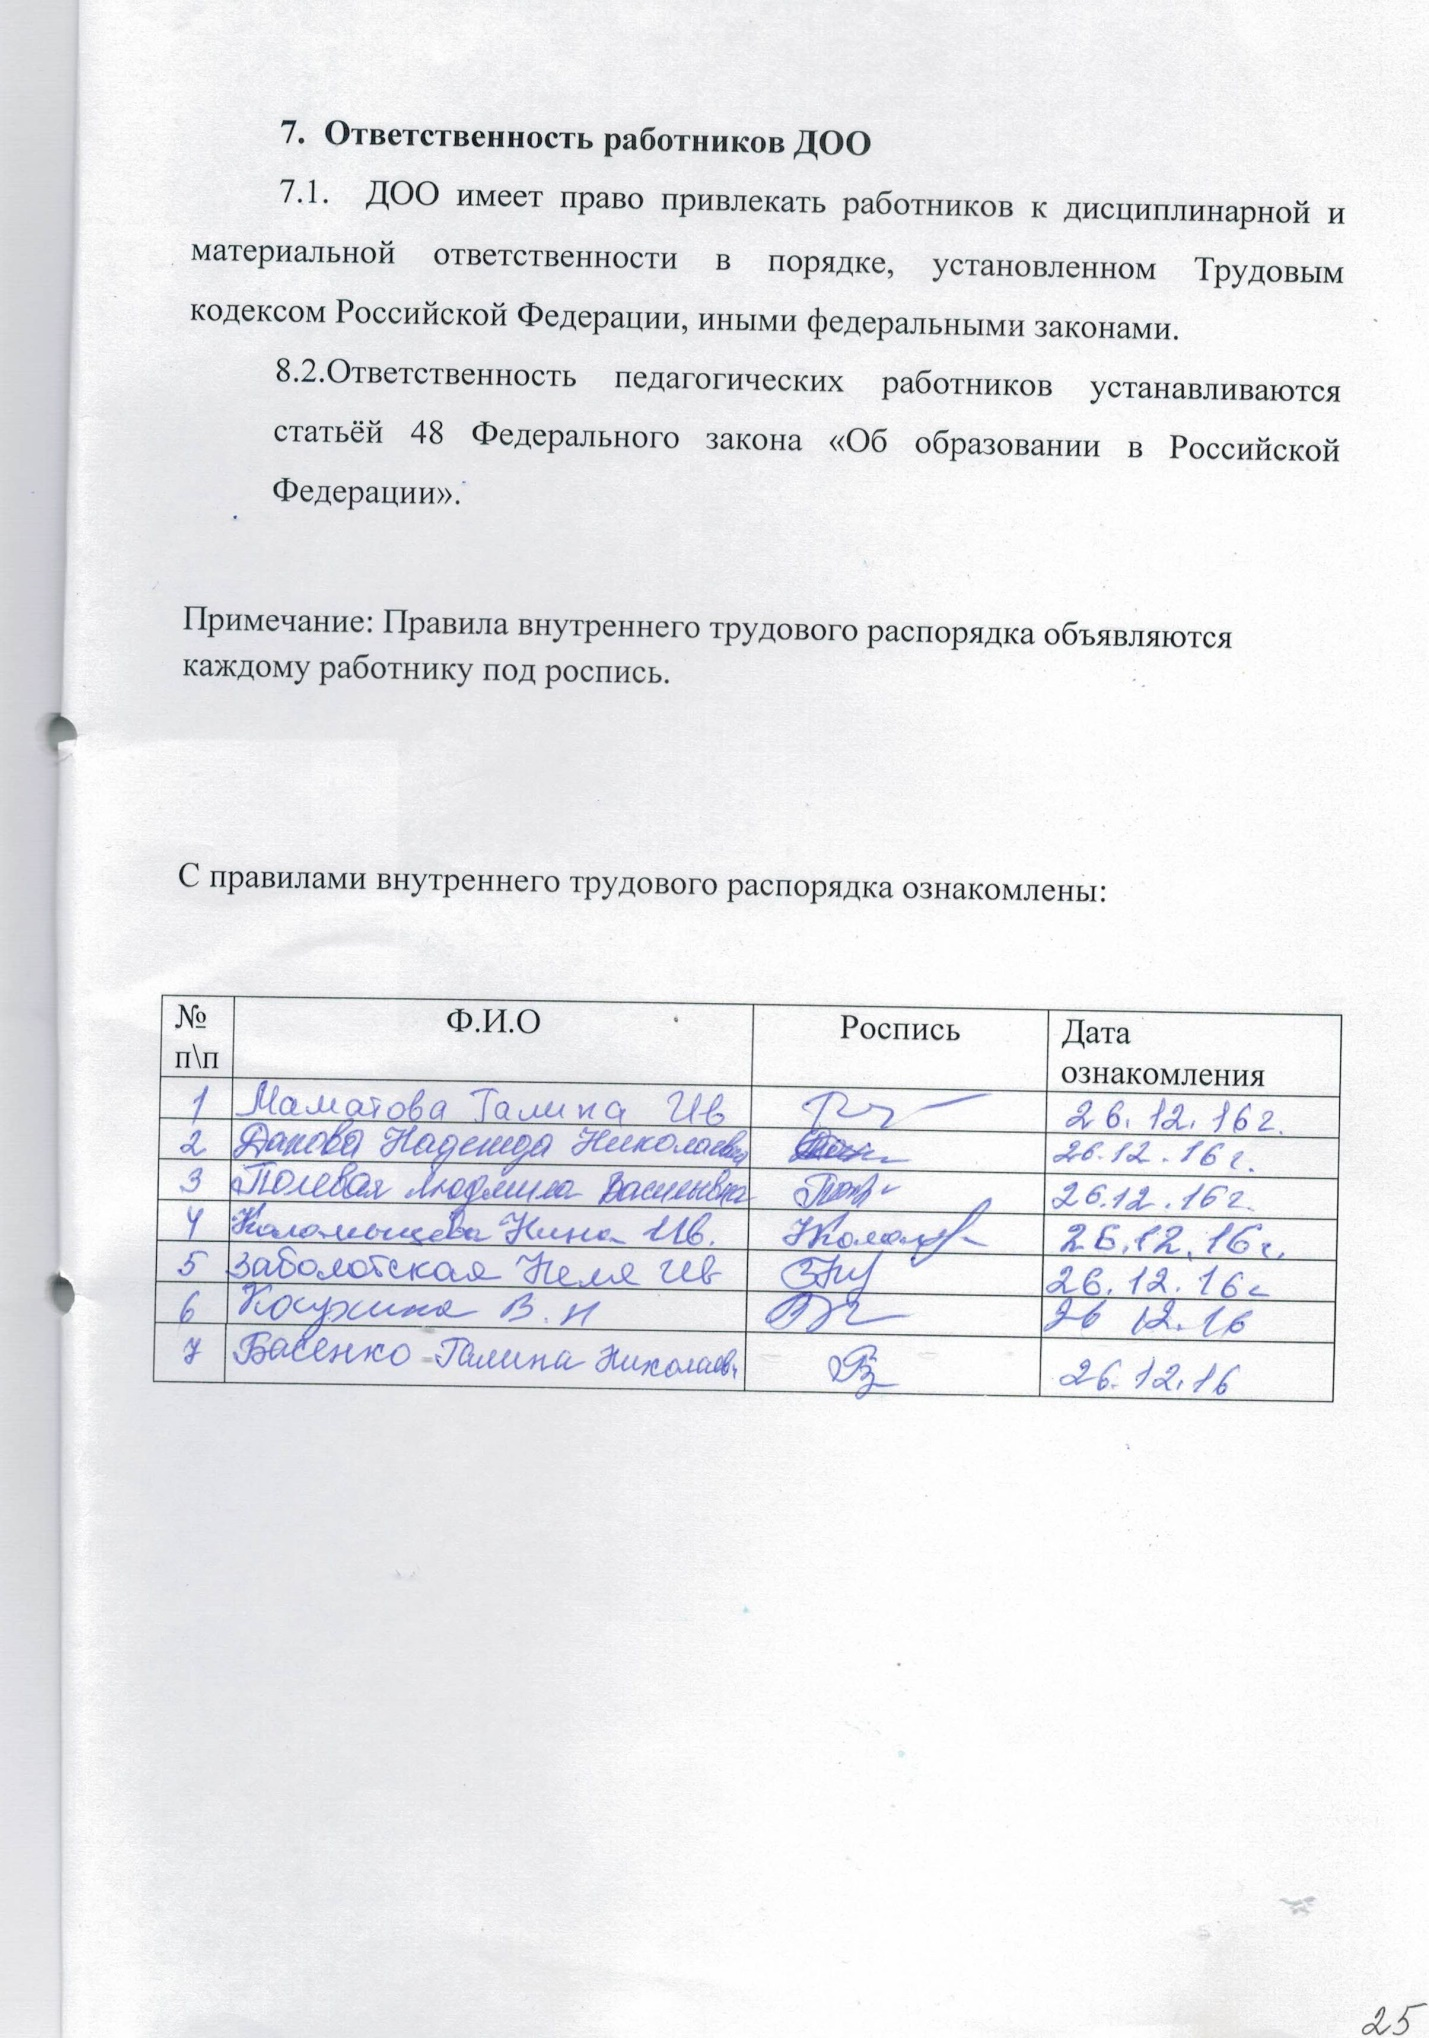 7. Ответственность работников ДОО
7.1. ДОО имеет право привлекать работников к дисциплинарной и
материальной ответственности в порядке, установленном Трудовым
кодексом Российской Федерации, иными федеральными законами.
8.2.Ответственность педагогических работников устанавливаются
статьёй 48 Федерального закона «Об образовании в Российской
Федерации».
Примечание: Правила внутреннего трудового распорядка объявляются
каждому работнику под роспись.
С правилами внутреннего трудового распорядка ознакомлены:
№ Ф.И.О Роспись Дата
п\п ознакомления
1 Маматова Галина Ив 26.12.16г.
2 Надежда Николаевна 26.12.16г.
3 Полевая Людмила Васильевна 26.12.16г.
4 Коломыцева Нина Ив. 26.12.16г.
5 Заболотская Неля Ив 26.12.16г
6 В.И 26 12.16
7 Басенко Галина Николаевн 26.12.16
25